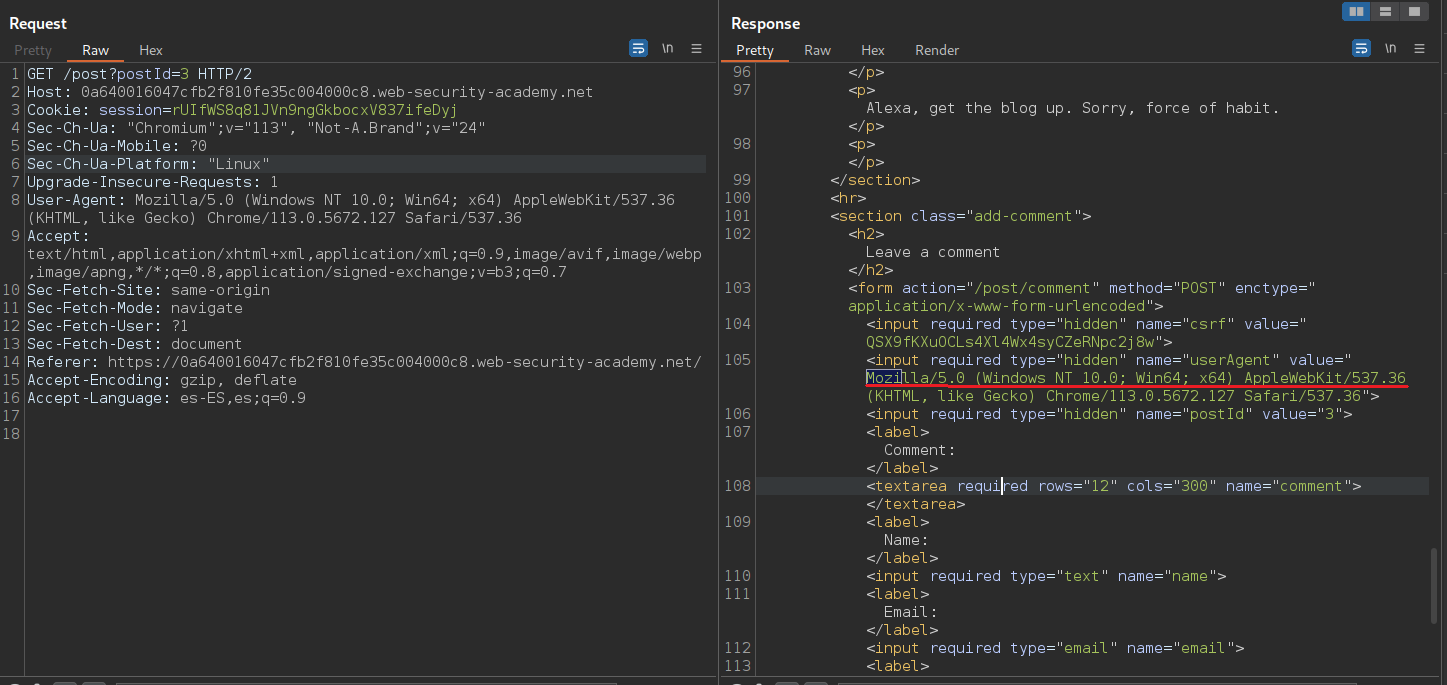 Request
Pretty Raw Hex
\n
1 GET /post?postId=3 HTTP/2
2 Host: 0a640016047cfb2f810fe35c004000c8.web-security-academy.net
3 Cookie: session=rUIfWS8q81JVn9ngGkbocxV837ifeDyj
4 Sec-Ch-Ua: "Chromium";v="113", "Not-A.Brand";v="24"
5 Sec-Ch-Ua-Mobile: ?0
6 Sec-Ch-Ua-Platform: "Linux"
7 Upgrade-Insecure-Requests: 1
8 User-Agent: Mozilla/5.0 (Windows NT 10.0; Win64; x64) AppleWebKit/537.36
(KHTML, like Gecko) Chrome/113.0.5672.127 Safari/537.36
9 Accept:
text/html,application/xhtml+xml,application/xml;q=0.9,image/avif,image/webp
,image/apng,*/*;q=0.8,application/signed-exchange;v=b3;q=0.7
10 Sec-Fetch-Site: same-origin
11 Sec-Fetch-Mode: navigate
12 Sec-Fetch-User: ?1
13 Sec-Fetch-Dest: document
14 Referer: https://0a640016047cfb2f810fe35c004000c8.web-security-academy.net/
15 Accept-Encoding: gzip, deflate
16 Accept-Language: es-ES,es;q=0.9
17
18
Response
Pretty Raw Hex Render
\n
96 </p>
97 <p>
Alexa, get the blog up. Sorry, force of habit.
</p>
98 <p>
</p>
99 </section>
100 <hr>
101 <section class="add-comment">
102 <h2>
Leave a comment
</h2>
103 <form action="/post/comment" method="POST" enctype="
application/x-www-form-urlencoded">
104 <input required type="hidden" name="csrf" value="
QSX9fKXuOCLs4Xl4Wx4syCZeRNpc2j8w">
105 <input required type="hidden" name="userAgent" value="
Mozilla/5.0 (Windows NT 10.0; Win64; x64) AppleWebKit/537.36
(KHTML, like Gecko) Chrome/113.0.5672.127 Safari/537.36">
106 <input required type="hidden" name="postId" value="3">
107 <label>
Comment:
</label>
108 <textarea required rows="12" cols="300" name="comment">
</textarea>
109 <label>
Name:
</label>
110 <input required type="text" name="name">
111 <label>
Email:
</label>
112 <input required type="email" name="email">
113 <label>